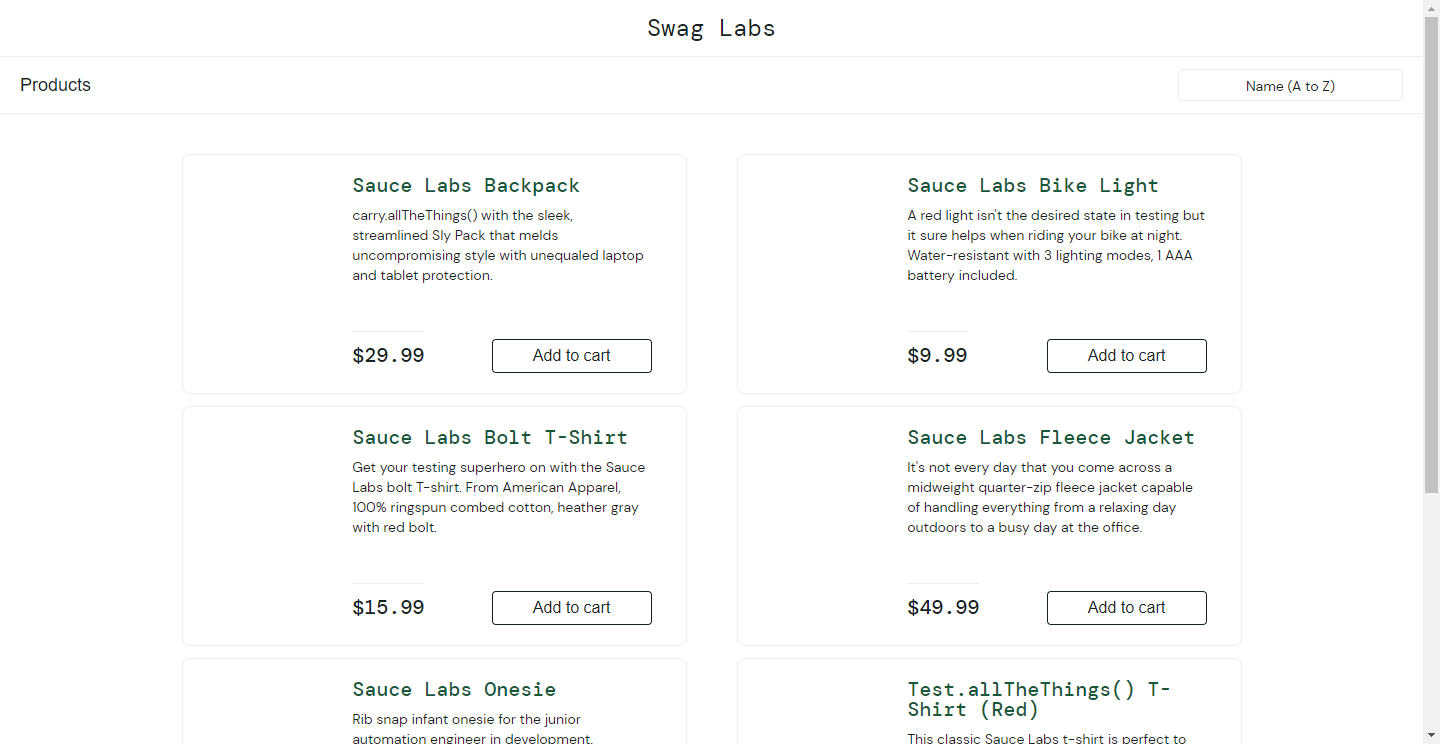 Swag Labs
Products
Name (A to Z)
Sauce Labs Backpack
carry.allTheThings() with the sleek,
streamlined Sly Pack that melds
uncompromising style with unequaled laptop
and tablet protection.
$29.99
Add to cart
Sauce Labs Bike Light
A red light isn't the desired state in testing but
it sure helps when riding your bike at night.
Water-resistant with 3 lighting modes, 1 AAA
battery included.
$9.99
Add to cart
Sauce Labs Bolt T-Shirt
Get your testing superhero on with the Sauce
Labs bolt T-shirt. From American Apparel,
100% ringspun combed cotton, heather gray
with red bolt.
$15.99
Add to cart
Sauce Labs Fleece Jacket
It's not every day that you come across a
midweight quarter-zip fleece jacket capable
of handling everything from a relaxing day
outdoors to a busy day at the office.
$49.99
Add to cart
Sauce Labs Onesie
Rib snap infant onesie for the junior
automation engineer in development.
Test.allTheThings() T-
Shirt (Red)
This classic Sauce Labs t-shirt is perfect to